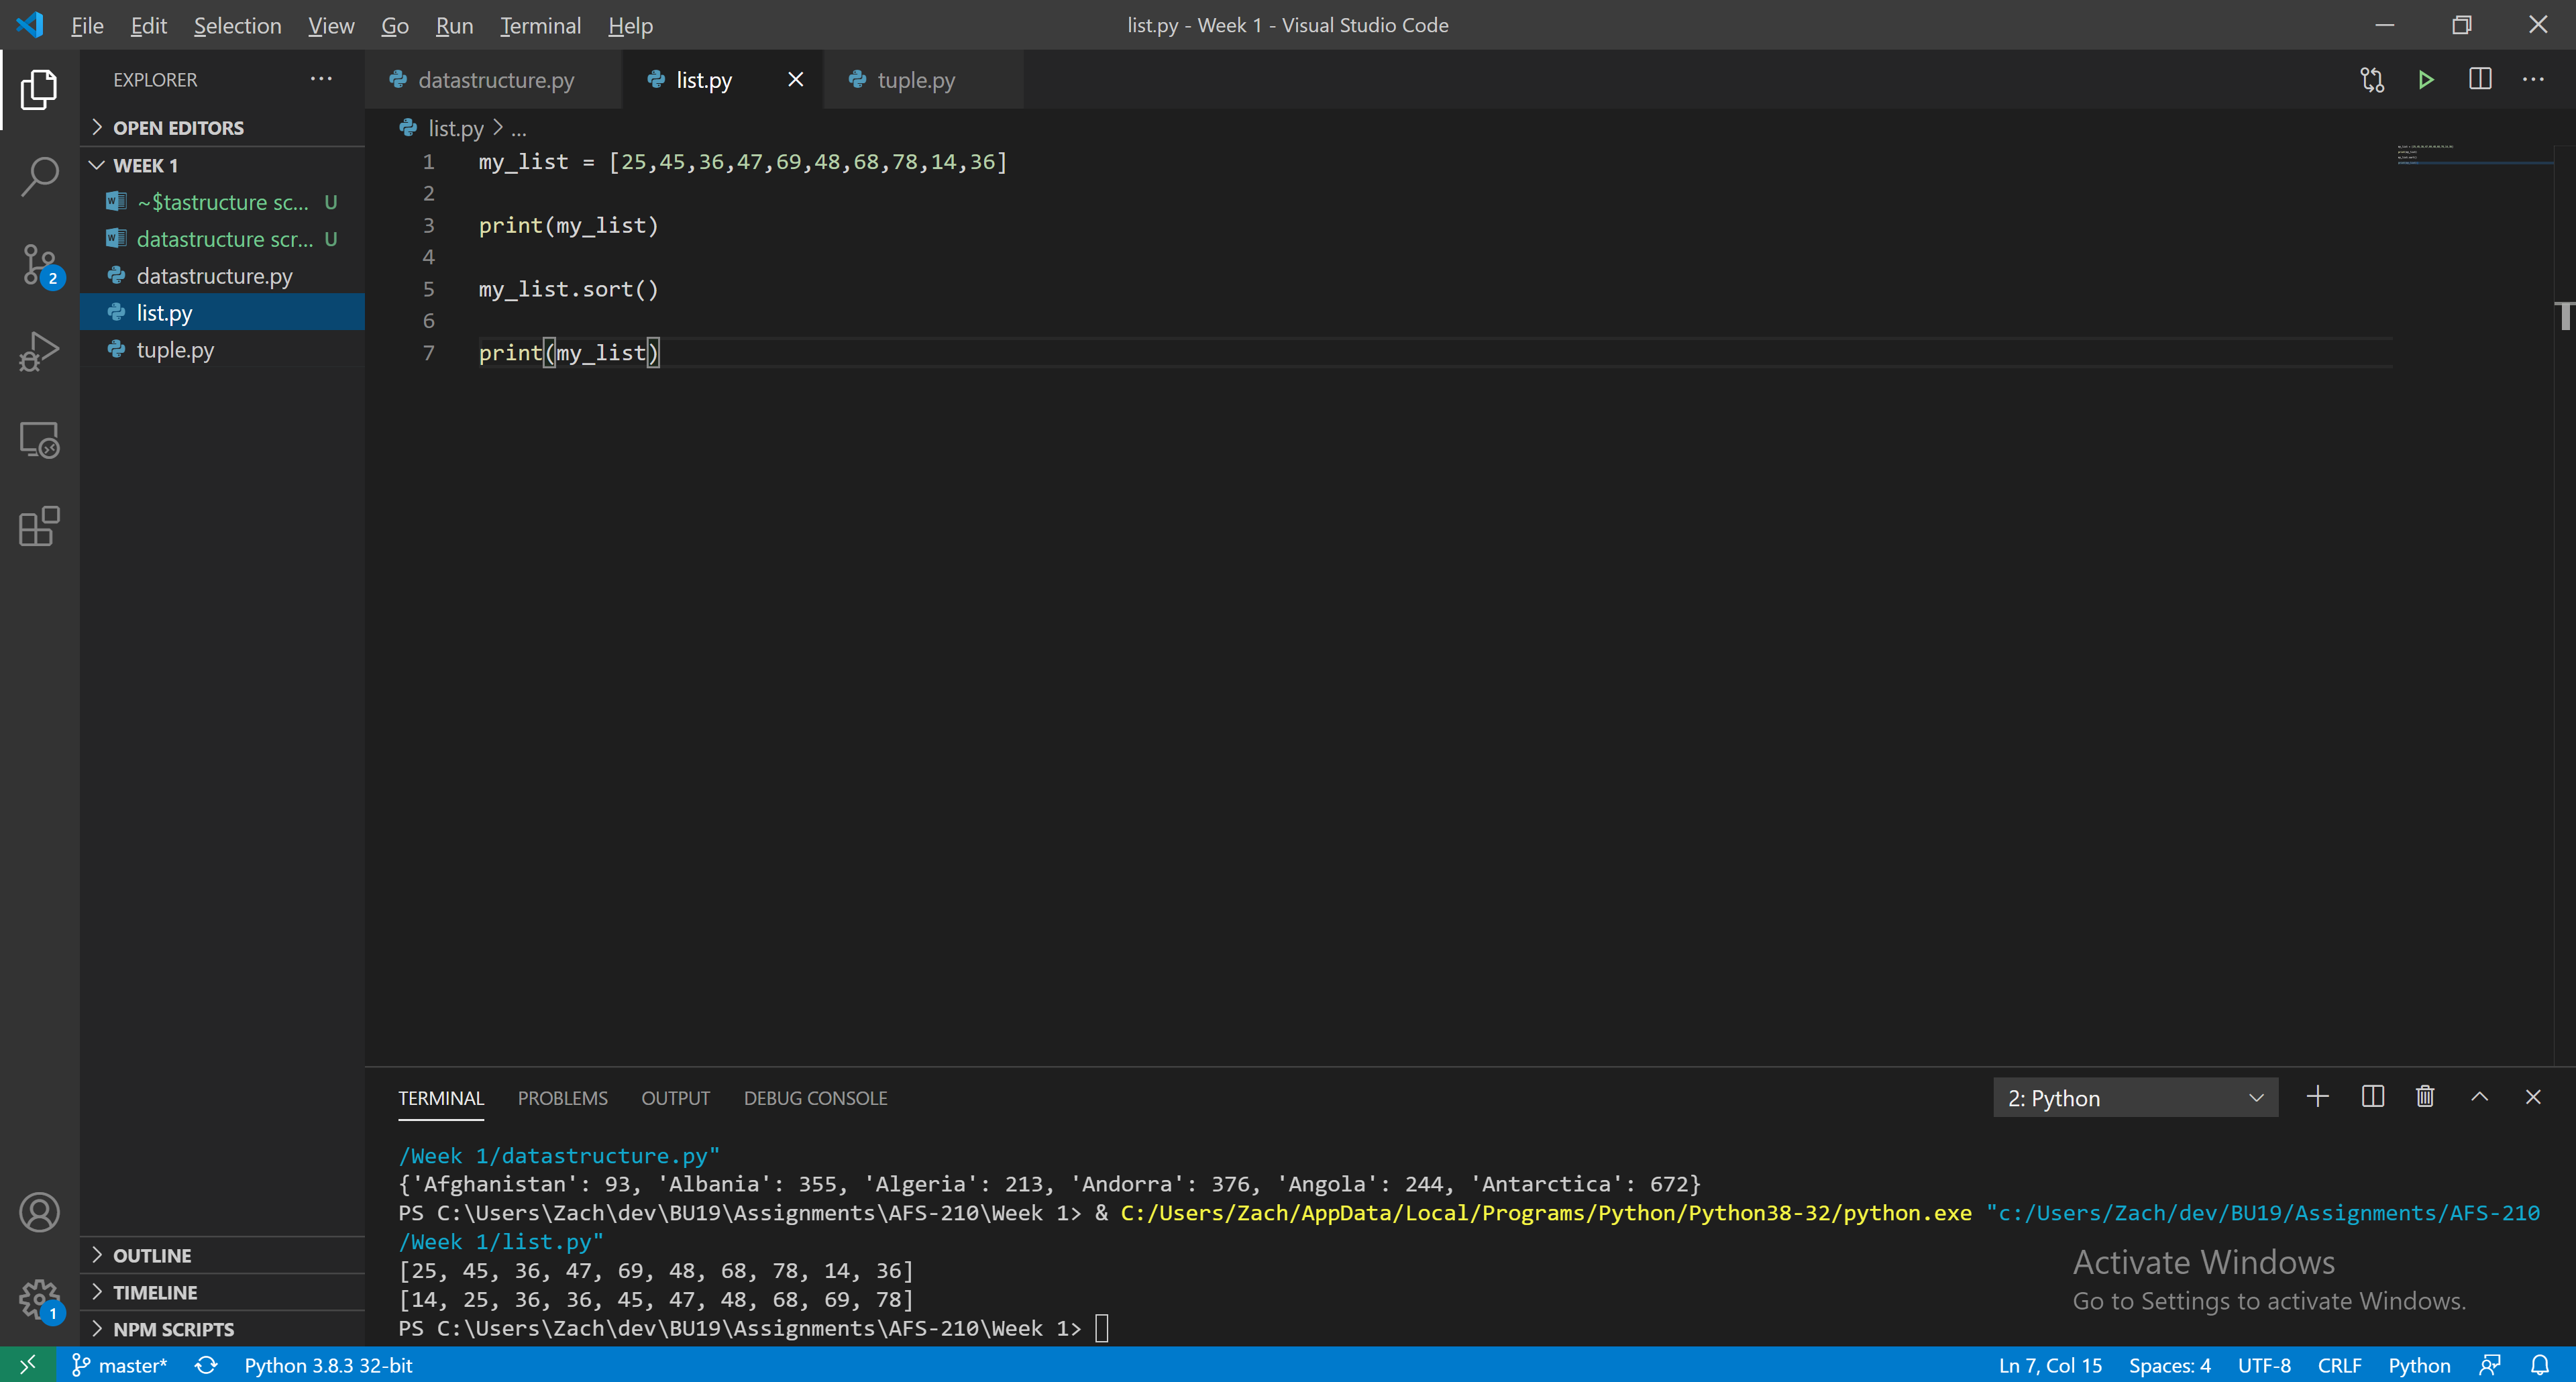 File Edit Selection View Go Run Terminal Help
list.py - Week 1 - Visual Studio Code
EXPLORER
OPEN EDITORS
WEEK 1
~$tastructure sc... U
datastructure scr... U
datastructure.py
list.py
tuple.py
OUTLINE
TIMELINE
NPM SCRIPTS
2
1
datastructure.py list.py tuple.py
list.py > ...
1 my_list = [25,45,36,47,69,48,68,78,14,36]
2
3 print(my_list)
4
5 my_list.sort()
6
7 print(my_list)
TERMINAL PROBLEMS OUTPUT DEBUG CONSOLE
2: Python
/Week 1/datastructure.py"
{'Afghanistan': 93, 'Albania': 355, 'Algeria': 213, 'Andorra': 376, 'Angola': 244, 'Antarctica': 672}
PS C:\Users\Zach\dev\BU19\Assignments\AFS-210\Week 1> & C:/Users/Zach/AppData/Local/Programs/Python/Python38-32/python.exe "c:/Users/Zach/dev/BU19/Assignments/AFS-210
/Week 1/list.py"
[25, 45, 36, 47, 69, 48, 68, 78, 14, 36]
[14, 25, 36, 36, 45, 47, 48, 68, 69, 78]
PS C:\Users\Zach\dev\BU19\Assignments\AFS-210\Week 1>
Activate Windows
Go to Settings to activate Windows.
master* Python 3.8.3 32-bit
Ln 7, Col 15 Spaces: 4 UTF-8 CRLF Python